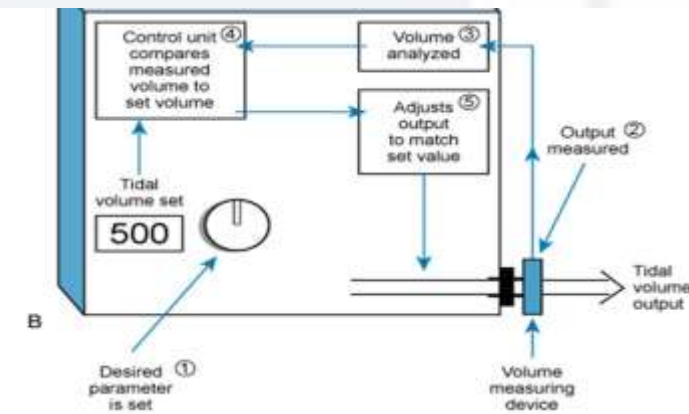 Control unit ④
compares
measured
volume to
set volume
Volume ③
analyzed
Adjusts ⑤
output
to match
set value
Output ②
measured
Tidal
volume set
500
Tidal
volume
output
B
Desired ①
parameter
is set
Volume
measuring
device